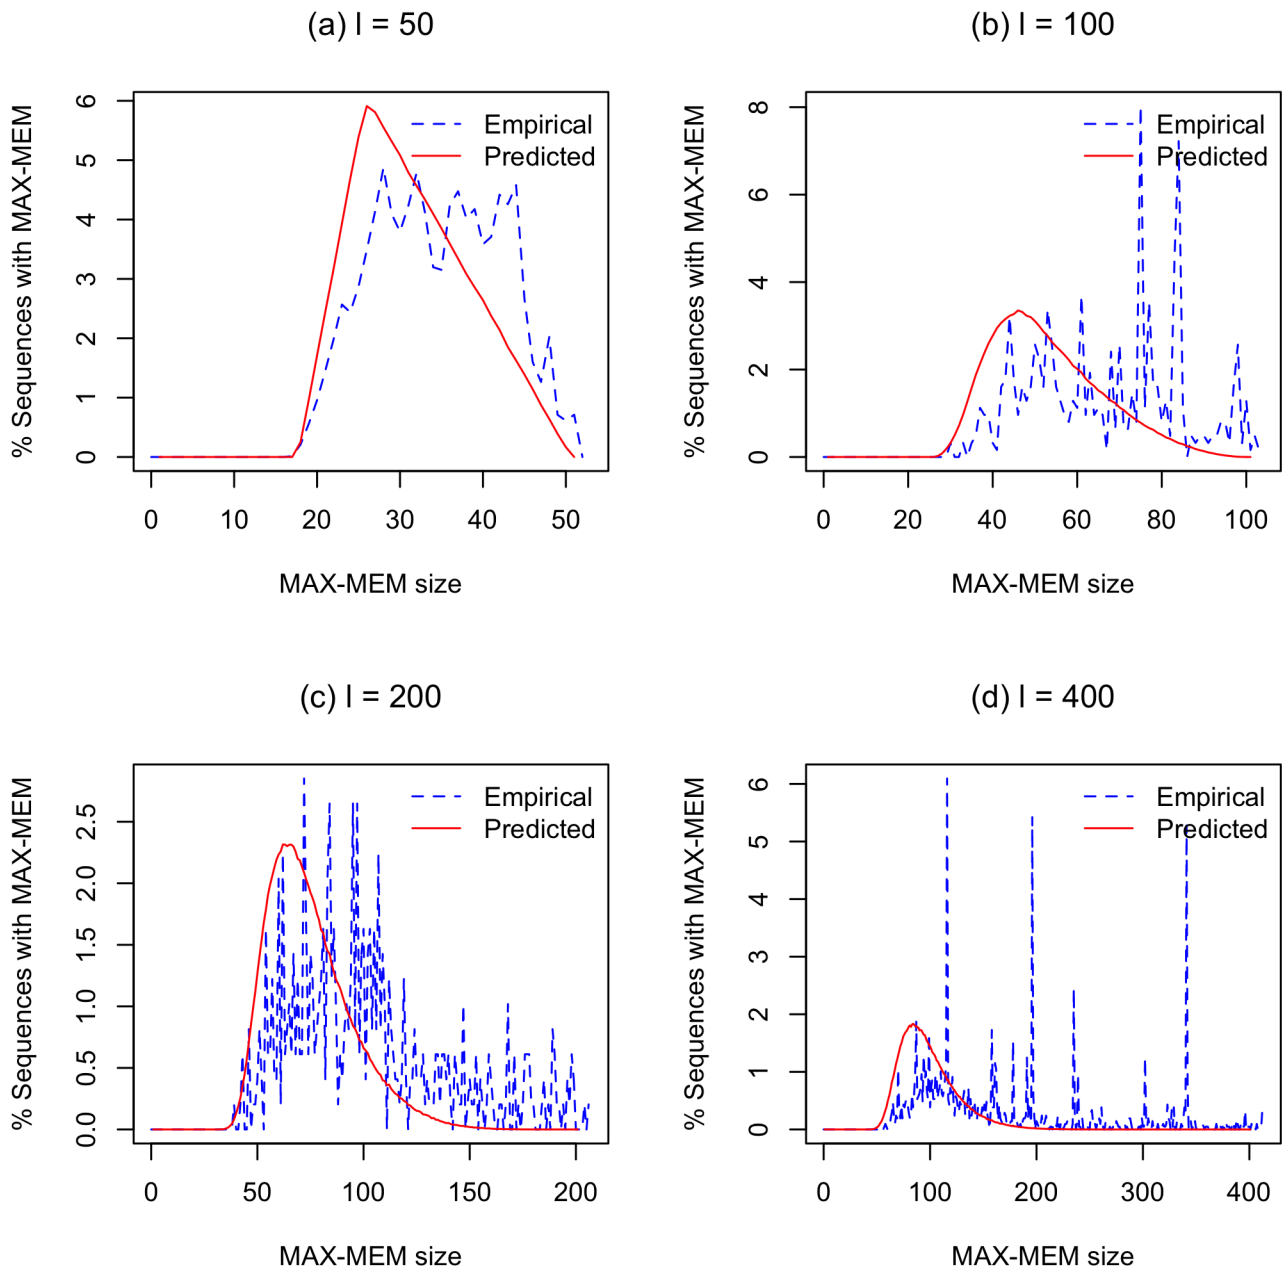 (a) l = 50
% Sequences with MAX-MEM
6
5
4
3
2
1
0
Empirical
Predicted
0 10 20 30 40 50
MAX-MEM size
(b) l = 100
% Sequences with MAX-MEM
8
6
4
2
0
Empirical
Predicted
0 20 40 60 80 100
MAX-MEM size
(c) l = 200
% Sequences with MAX-MEM
2.5
2.0
1.5
1.0
0.5
0.0
Empirical
Predicted
0 50 100 150 200
MAX-MEM size
(d) l = 400
% Sequences with MAX-MEM
6
5
4
3
2
1
0
Empirical
Predicted
0 100 200 300 400
MAX-MEM size